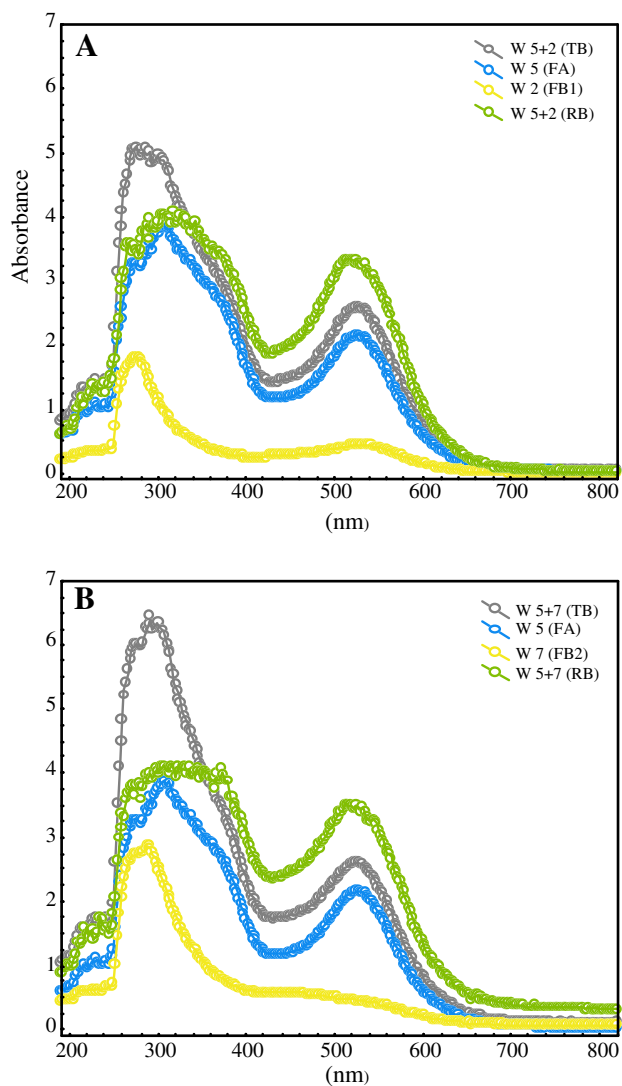 7
A
W 5+2 (TB)
W 5 (FA)
W 2 (FB1)
W 5+2 (RB)
6
5
4
3
2
1
0
Absorbance
200 300 400 500 600 700 800
(nm)
7
B
W 5+7 (TB)
W 5 (FA)
W 7 (FB2)
W 5+7 (RB)
6
5
4
3
2
1
0
200 300 400 500 600 700 800
(nm)